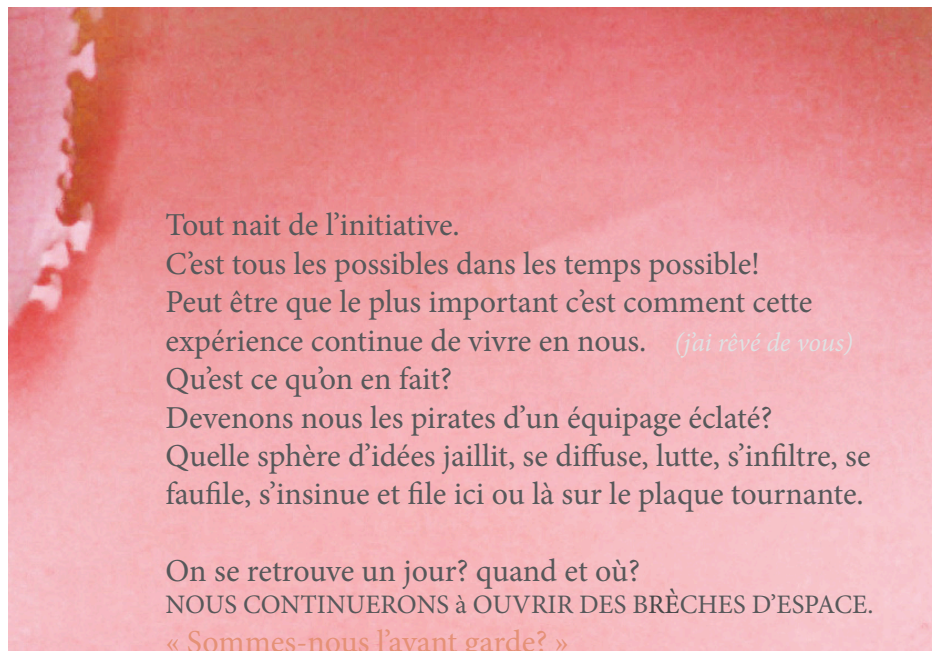 Tout nait de l’initiative.
C’est tous les possibles dans les temps possible!
Peut être que le plus important c’est comment cette
expérience continue de vivre en nous. (j’ai rêvé de vous)
Qu’est ce qu’on en fait?
Devenons nous les pirates d’un équipage éclaté?
Quelle sphère d’idées jaillit, se diffuse, lutte, s’infiltre, se
faufile, s’insinue et file ici ou là sur le plaque tournante.
On se retrouve un jour? quand et où?
NOUS CONTINUERONS à OUVRIR DES BRÈCHES D’ESPACE.
« Sommes-nous l’avant garde? »